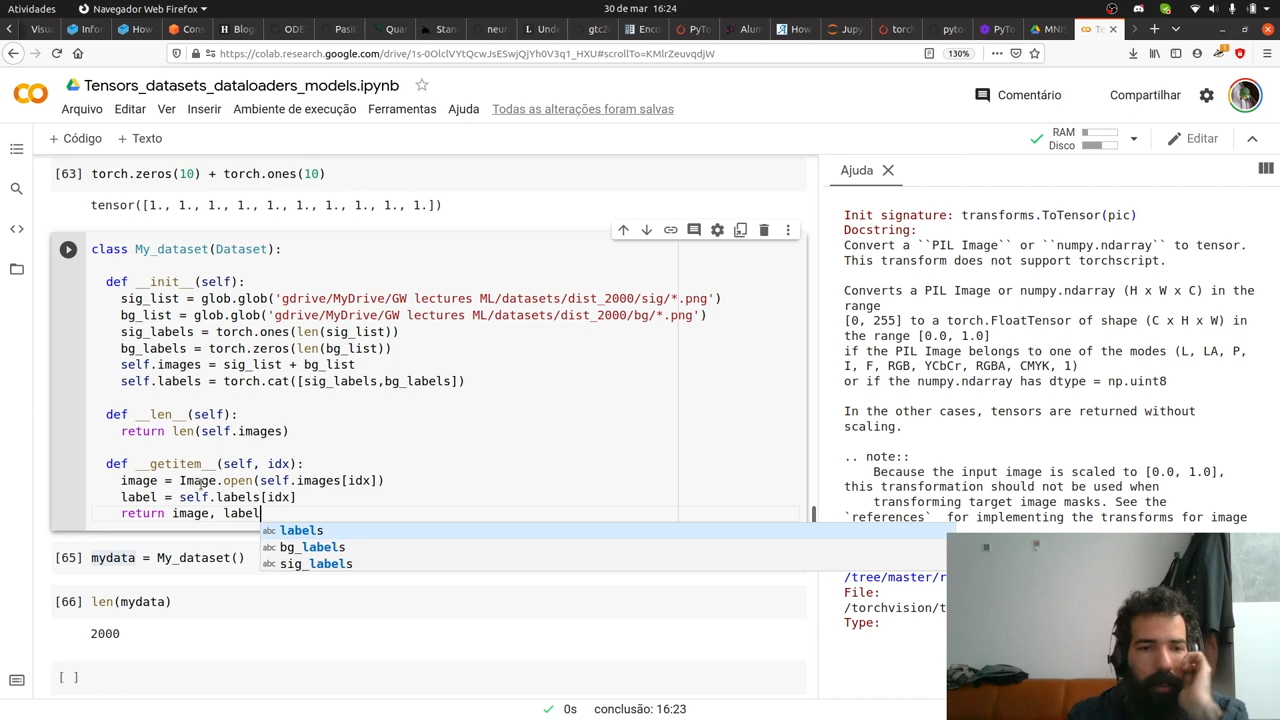 Atividades
Navegador Web Firefox
30 de mar 16:24
Visua
Infor
How
Cons
H Blog
ODE.
Pasit
Quan
Stan
neur
Unde
gtc2
Enco
PyTo
Alum
How
Jupy
torch
pytor
PyTo
MNIS
Te
https://colab.research.google.com/drive/1s-0OlclVYtQcwJsESwjQjYh0V3q1_HXU#scrollTo=KMlrZeuvqdjW
130%
Tensors_datasets_dataloaders_models.ipynb
Arquivo Editar Ver Inserir Ambiente de execução Ferramentas Ajuda Todas as alterações foram salvas
Comentário
Compartilhar
+ Código + Texto
RAM
Disco
Editar
[63] torch.zeros(10) + torch.ones(10)
tensor([1., 1., 1., 1., 1., 1., 1., 1., 1., 1.])
class My_dataset(Dataset):
def __init__(self):
sig_list = glob.glob('gdrive/MyDrive/GW lectures ML/datasets/dist_2000/sig/*.png')
bg_list = glob.glob('gdrive/MyDrive/GW lectures ML/datasets/dist_2000/bg/*.png')
sig_labels = torch.ones(len(sig_list))
bg_labels = torch.zeros(len(bg_list))
self.images = sig_list + bg_list
self.labels = torch.cat([sig_labels,bg_labels])
def __len__(self):
return len(self.images)
def __getitem__(self, idx):
image = Image.open(self.images[idx])
label = self.labels[idx]
return image, label
abc labels
abc bg_labels
abc sig_labels
[65] mydata = My_dataset()
[66] len(mydata)
2000
[ ]
0s conclusão: 16:23
Ajuda
Init signature: transforms.ToTensor(pic)
Docstring:
Convert a ``PIL Image`` or ``numpy.ndarray`` to tensor.
This transform does not support torchscript.
Converts a PIL Image or numpy.ndarray (H x W x C) in the
range
[0, 255] to a torch.FloatTensor of shape (C x H x W) in
the range [0.0, 1.0]
if the PIL Image belongs to one of the modes (L, LA, P,
I, F, RGB, YCbCr, RGBA, CMYK, 1)
or if the numpy.ndarray has dtype = np.uint8
In the other cases, tensors are returned without
scaling.
.. note::
Because the input image is scaled to [0.0, 1.0],
this transformation should not be used when
transforming target image masks. See the
`references`_ for implementing the transforms for image
/tree/master/r
File:
/torchvision/t
Type: